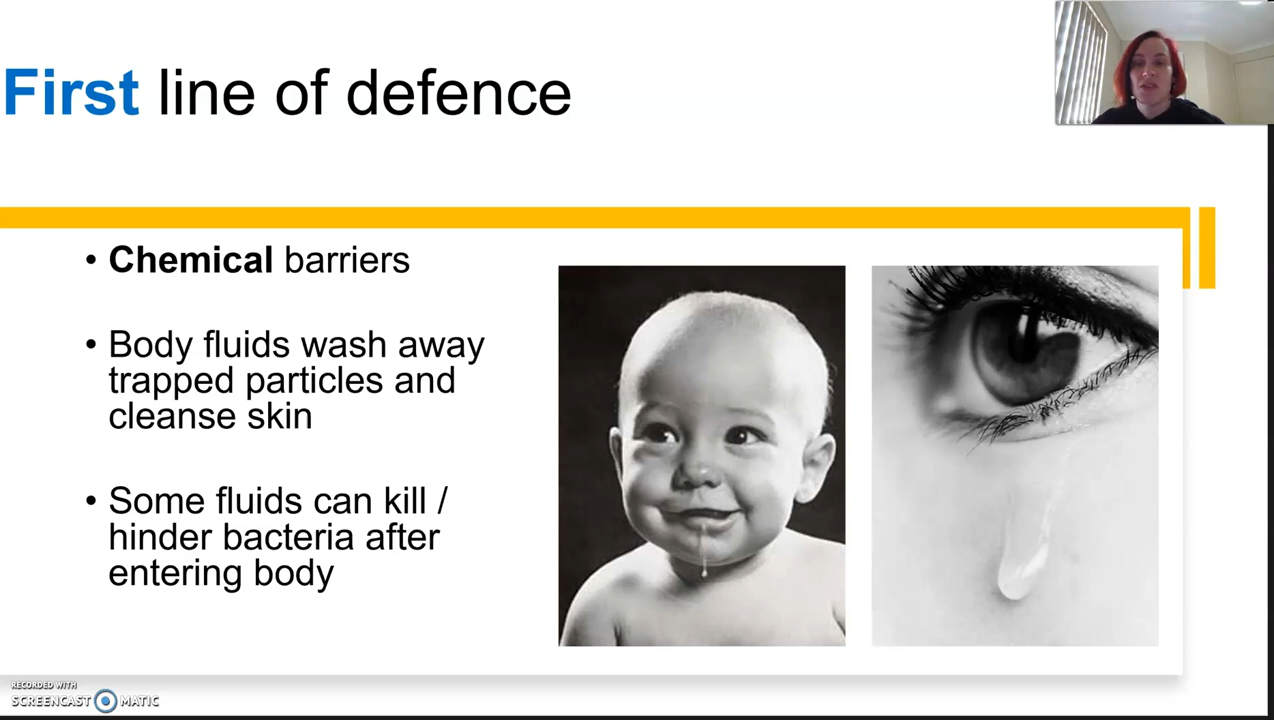 First line of defence
• Chemical barriers
• Body fluids wash away
trapped particles and
cleanse skin
• Some fluids can kill /
hinder bacteria after
entering body
RECORDED WITH
SCREENCAST MATIC